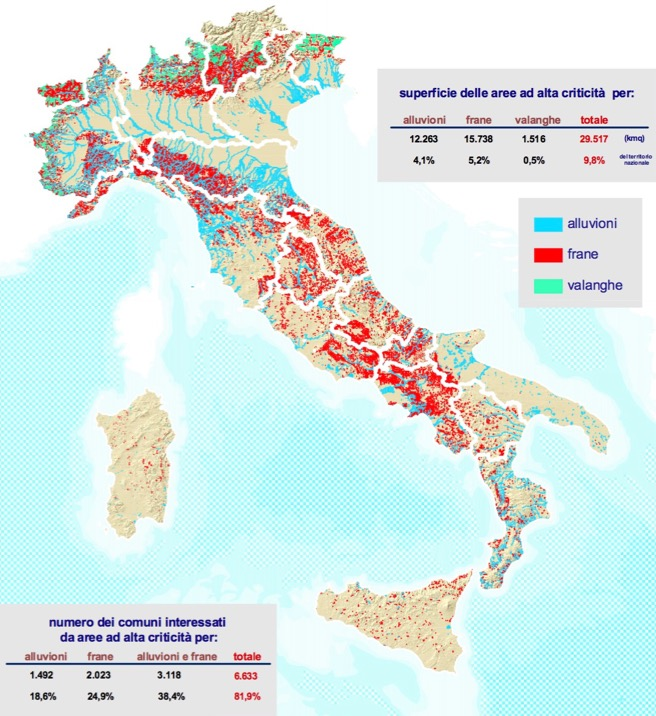 superficie delle aree ad alta criticità per:
alluvioni frane valanghe totale
12.263 15.738 1.516 29.517 (kmq)
4,1% 5,2% 0,5% 9,8% del territorio
nazionale
alluvioni
frane
valanghe
numero dei comuni interessati
da aree ad alta criticità per:
alluvioni frane alluvioni e frane totale
1.492 2.023 3.118 6.633
18,6% 24,9% 38,4% 81,9%